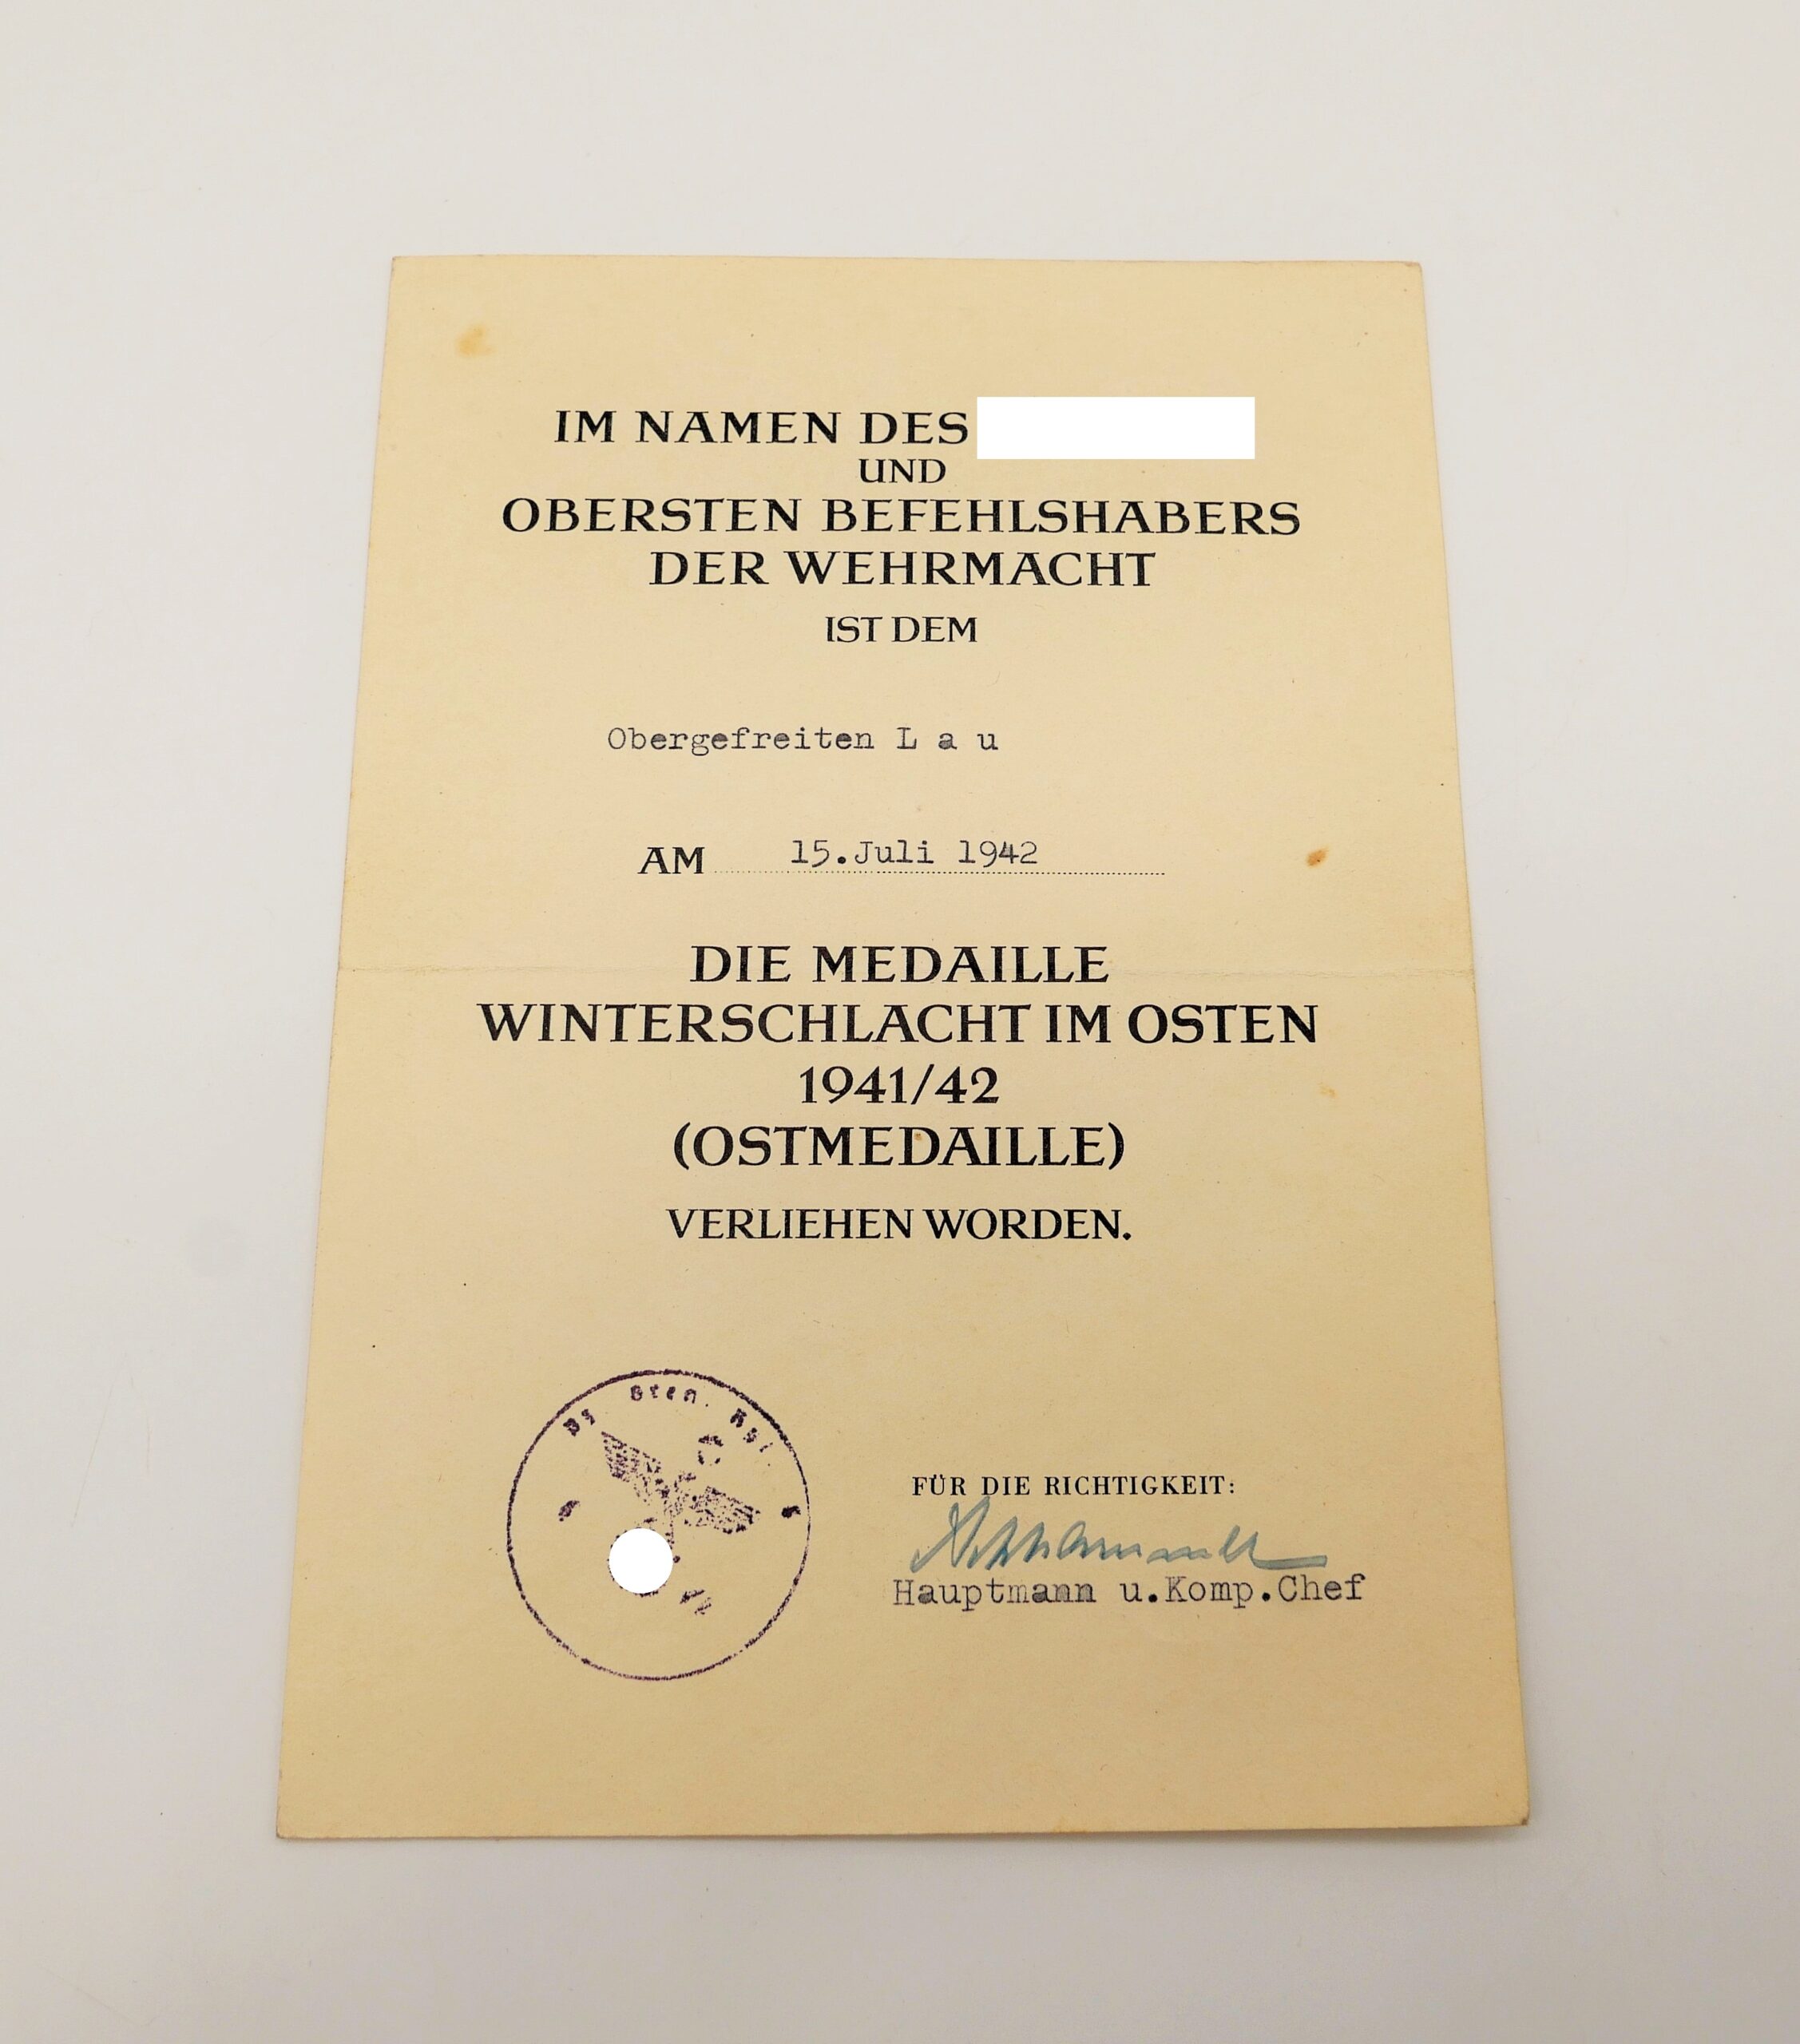 IM NAMEN DES
UND
OBERSTEN BEFEHLSHABERS
DER WEHRMACHT
IST DEM
Obergefreiten L a u
AM 15.Juli 1942
DIE MEDAILLE
WINTERSCHLACHT IM OSTEN
1941/42
(OSTMEDAILLE)
VERLIEHEN WORDEN.
FÜR DIE RICHTIGKEIT:
Hauptmann u.Komp.Chef